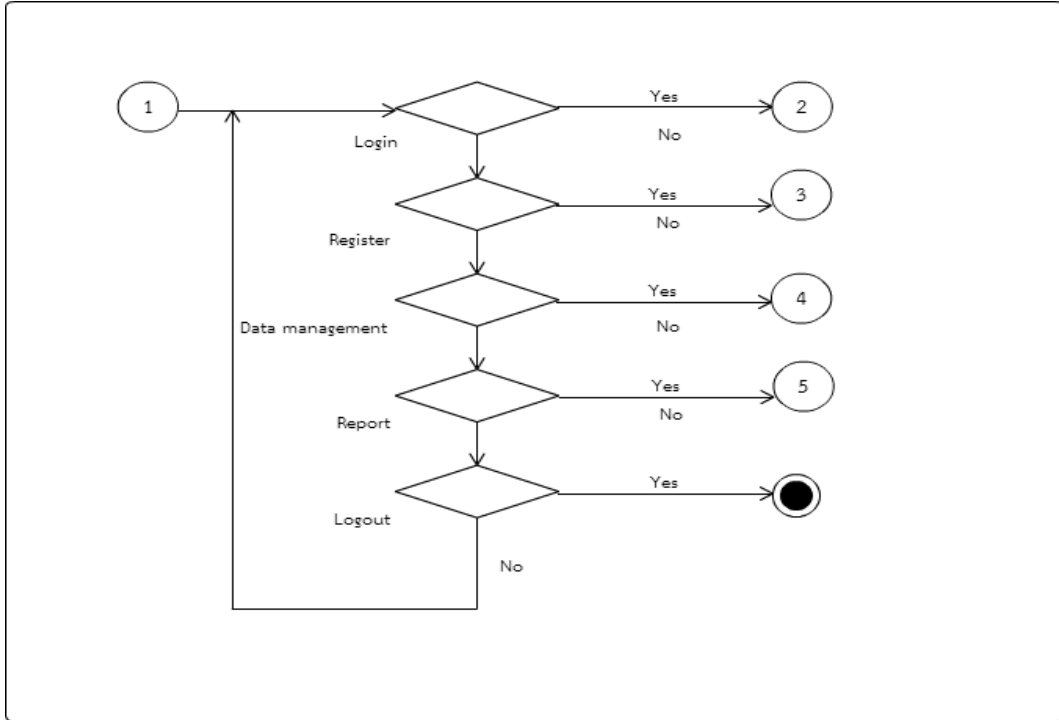 Yes
1
2
Login
No
Yes
3
Register
No
Yes
4
Data management
No
Yes
5
Report
No
Yes
Logout
No